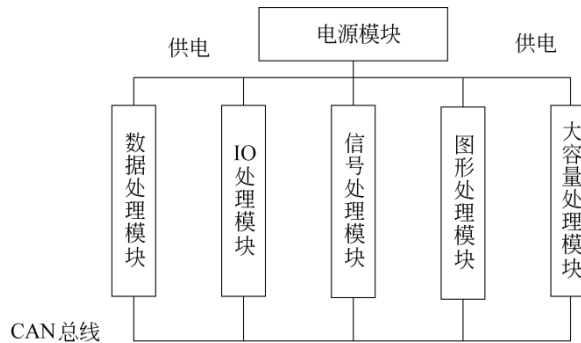 电源模块
供电
供电
数据处理模块
IO处理模块
信号处理模块
图形处理模块
大容量处理模块
CAN总线